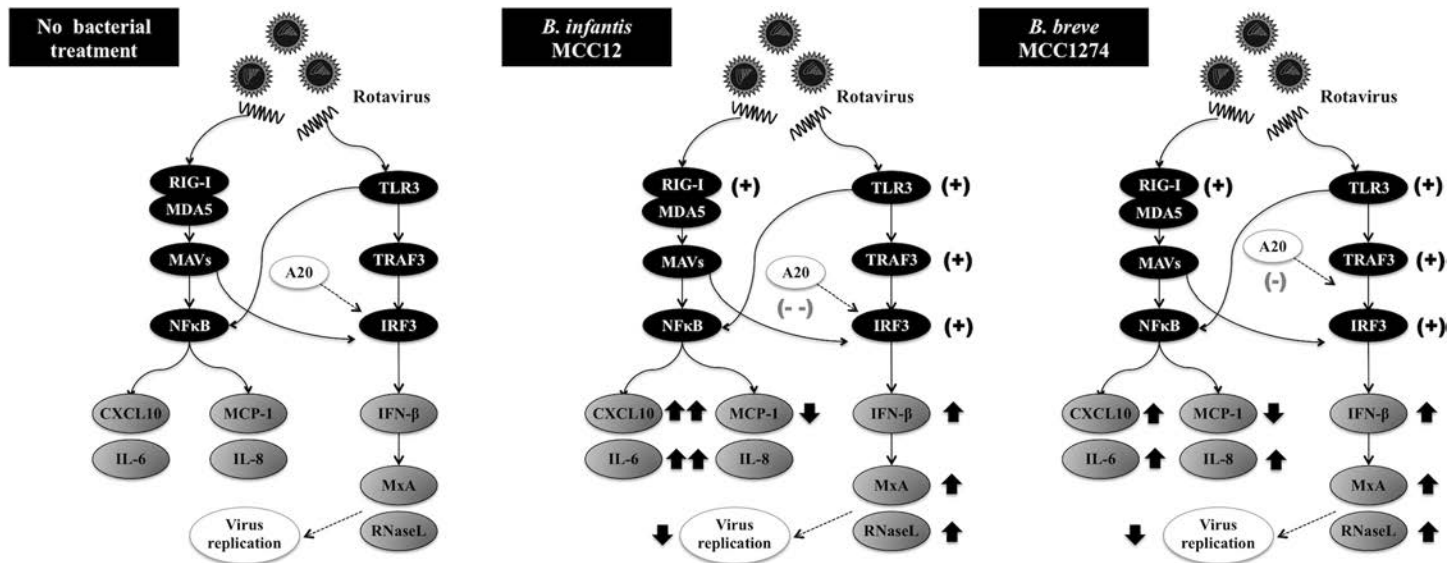 No bacterial
treatment
Rotavirus
RIG-I
MDA5
TLR3
MAVs
A20
TRAF3
NFκB
IRF3
CXCL10
MCP-1
IFN-β
IL-6
IL-8
MxA
RNaseL
Virus
replication
B. infantis
MCC12
Rotavirus
RIG-I (+)
MDA5
TLR3 (+)
MAVs
A20
(- -)
TRAF3 (+)
NFκB
IRF3 (+)
CXCL10
MCP-1
IFN-β
IL-6
IL-8
MxA
RNaseL
Virus
replication
B. breve
MCC1274
Rotavirus
RIG-I (+)
MDA5
TLR3 (+)
MAVs
A20
(-)
TRAF3 (+)
NFκB
IRF3 (+)
CXCL10
MCP-1
IFN-β
IL-6
IL-8
MxA
RNaseL
Virus
replication